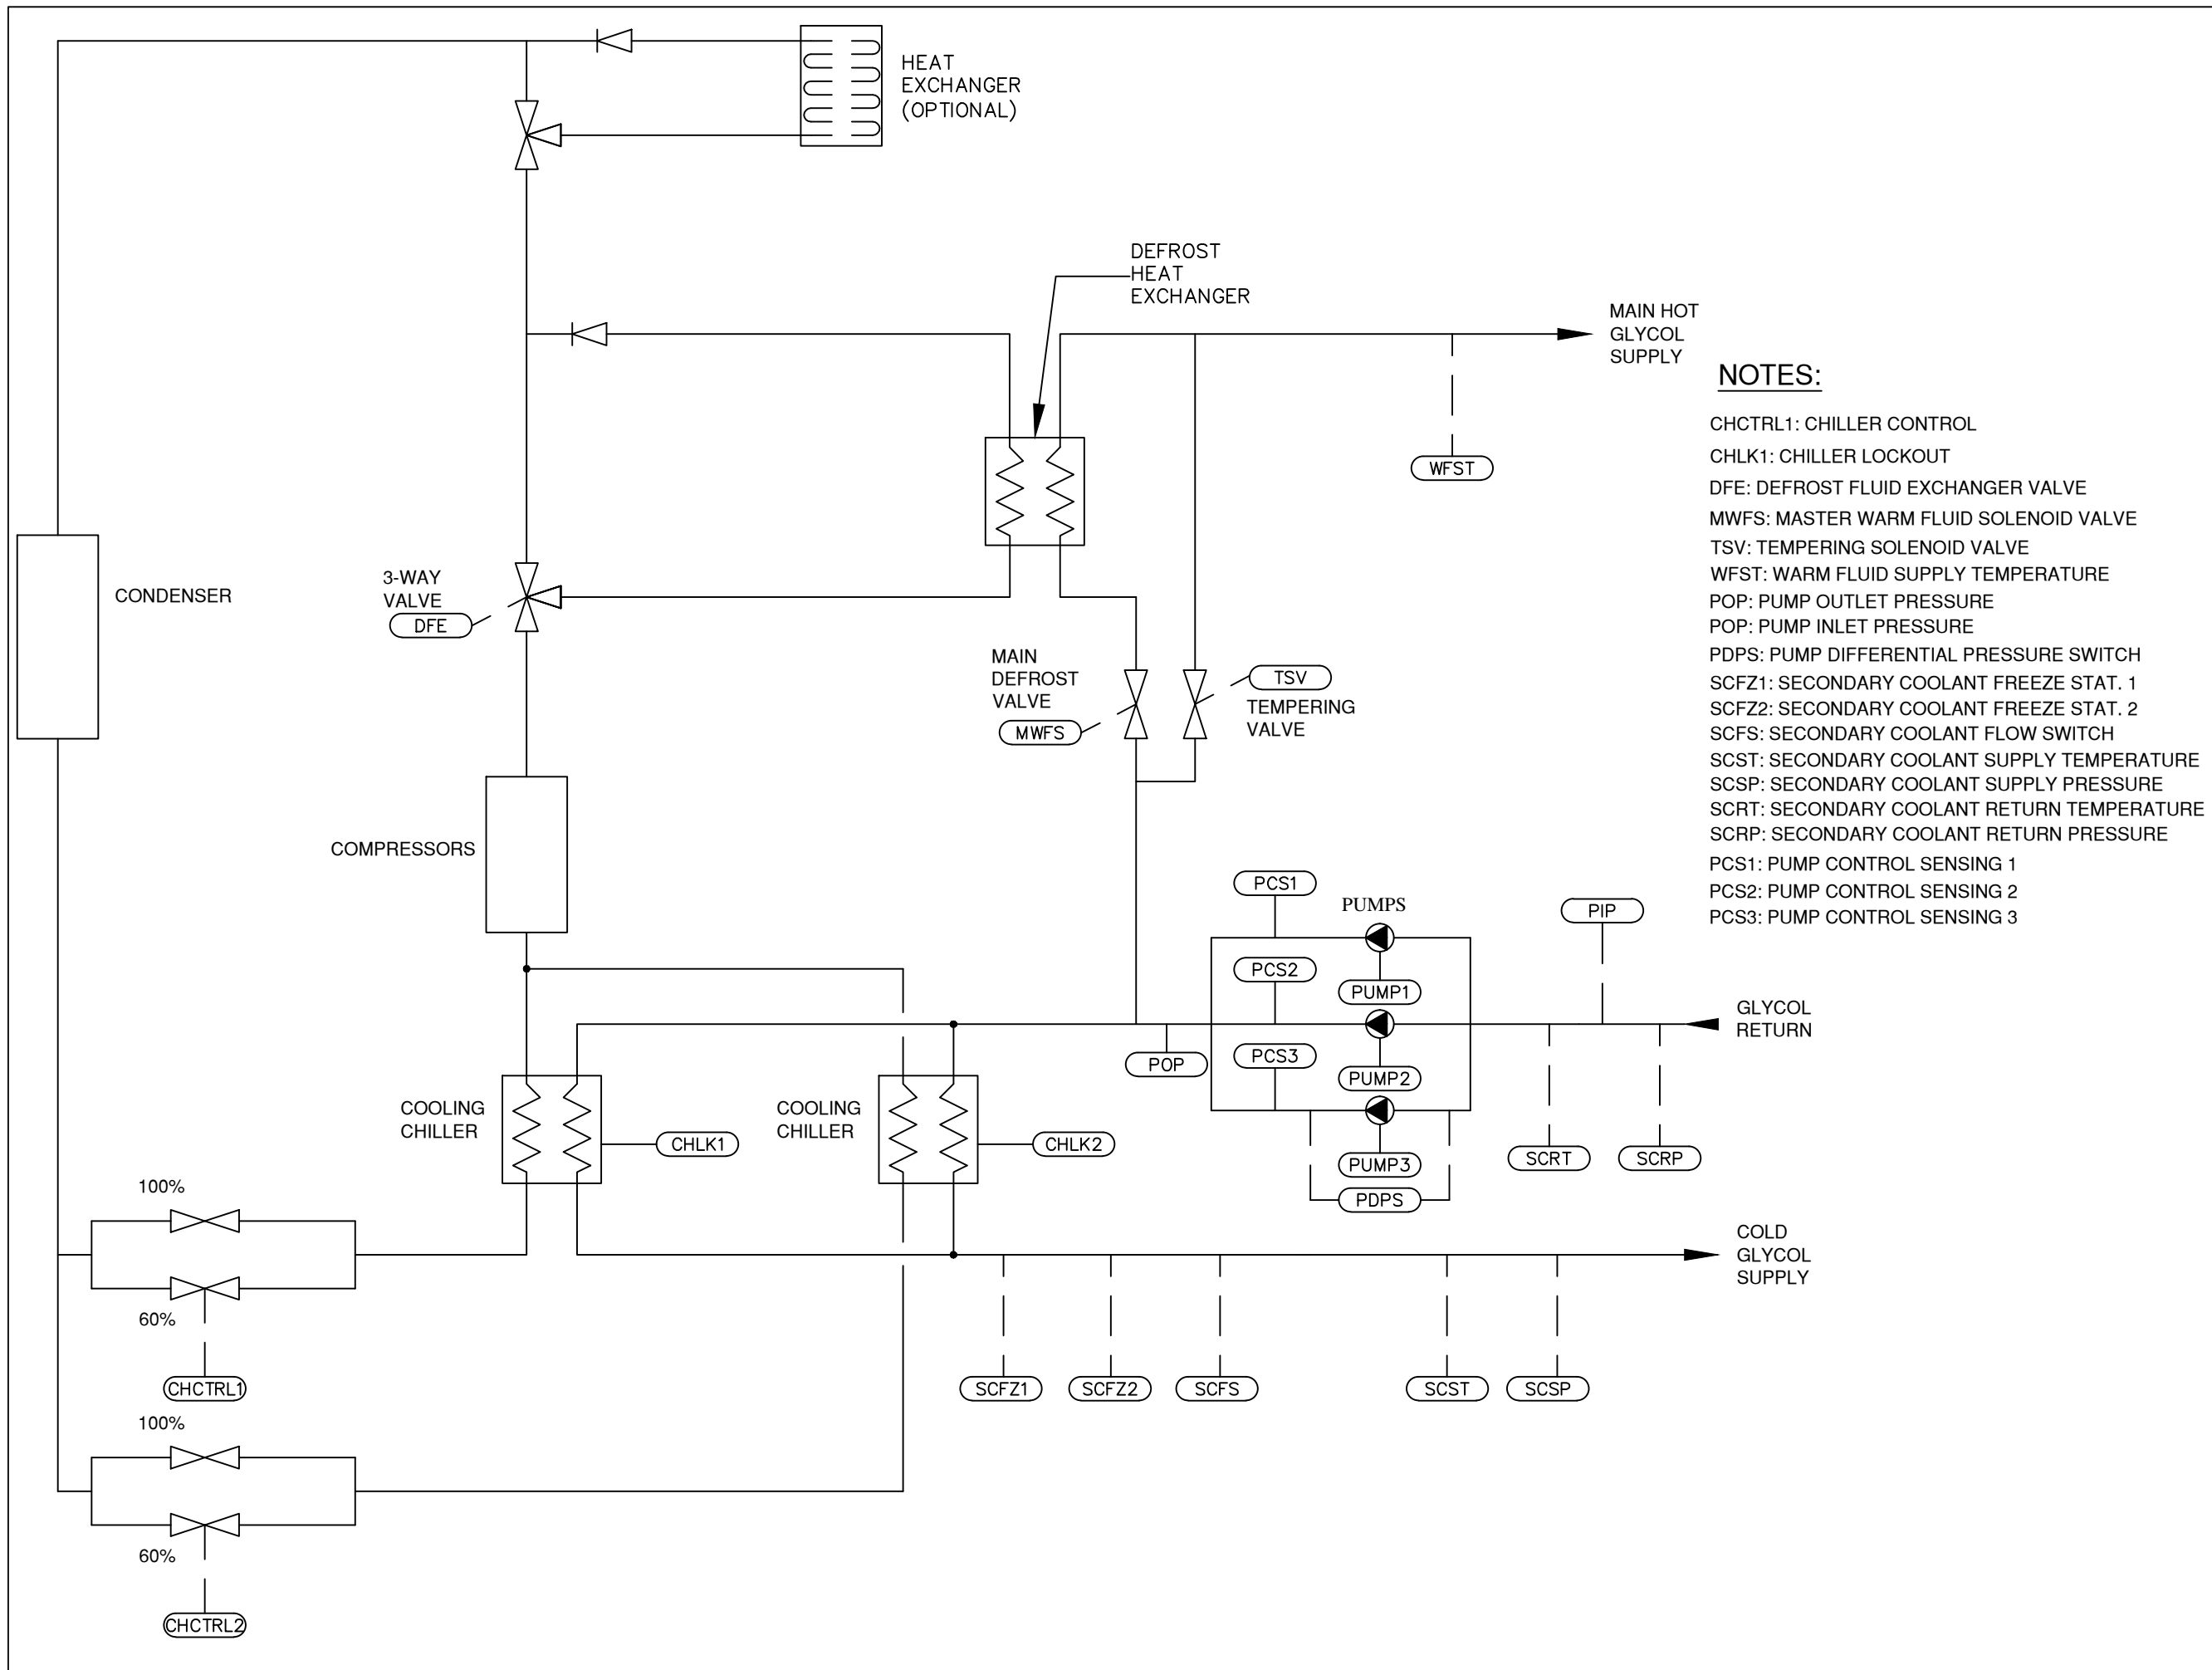 HEAT
EXCHANGER
(OPTIONAL)
DEFROST
HEAT
EXCHANGER
MAIN HOT
GLYCOL
SUPPLY
WFST
CONDENSER
3-WAY
VALVE
DFE
MAIN
DEFROST
VALVE
MWFS
TSV
TEMPERING
VALVE
COMPRESSORS
PCS1
PUMPS
PIP
PCS2
PUMP1
GLYCOL
RETURN
PCS3
POP
PUMP2
COOLING
CHILLER
CHLK1
COOLING
CHILLER
CHLK2
PUMP3
SCRT
SCRP
PDPS
100%
60%
CHCTRL1
COLD
GLYCOL
SUPPLY
SCFZ1
SCFZ2
SCFS
SCST
SCSP
100%
60%
CHCTRL2
NOTES:
CHCTRL1: CHILLER CONTROL
CHLK1: CHILLER LOCKOUT
DFE: DEFROST FLUID EXCHANGER VALVE
MWFS: MASTER WARM FLUID SOLENOID VALVE
TSV: TEMPERING SOLENOID VALVE
WFST: WARM FLUID SUPPLY TEMPERATURE
POP: PUMP OUTLET PRESSURE
POP: PUMP INLET PRESSURE
PDPS: PUMP DIFFERENTIAL PRESSURE SWITCH
SCFZ1: SECONDARY COOLANT FREEZE STAT. 1
SCFZ2: SECONDARY COOLANT FREEZE STAT. 2
SCFS: SECONDARY COOLANT FLOW SWITCH
SCST: SECONDARY COOLANT SUPPLY TEMPERATURE
SCSP: SECONDARY COOLANT SUPPLY PRESSURE
SCRT: SECONDARY COOLANT RETURN TEMPERATURE
SCRP: SECONDARY COOLANT RETURN PRESSURE
PCS1: PUMP CONTROL SENSING 1
PCS2: PUMP CONTROL SENSING 2
PCS3: PUMP CONTROL SENSING 3